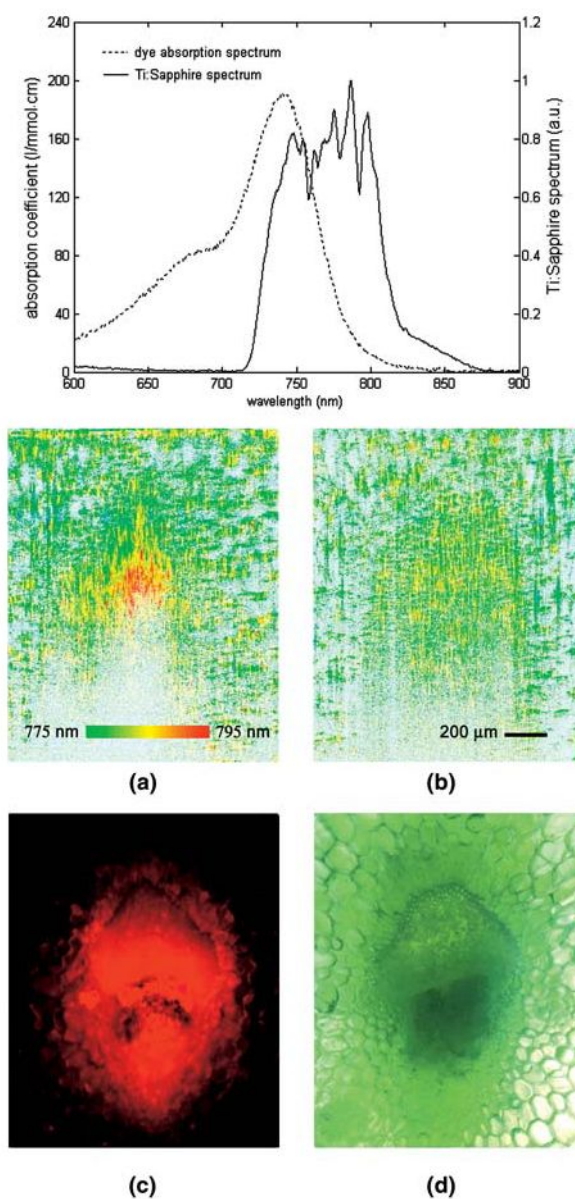 240
1.2
dye absorption spectrum
Ti:Sapphire spectrum
200
1
160
0.8
120
0.6
80
0.4
40
0.2
0
0
600
650
700
750
800
850
900
absorption coefficient (l/mmol·cm)
Ti:Sapphire spectrum (a.u.)
wavelength (nm)
775 nm 795 nm
200 µm
(a) (b)
(c) (d)